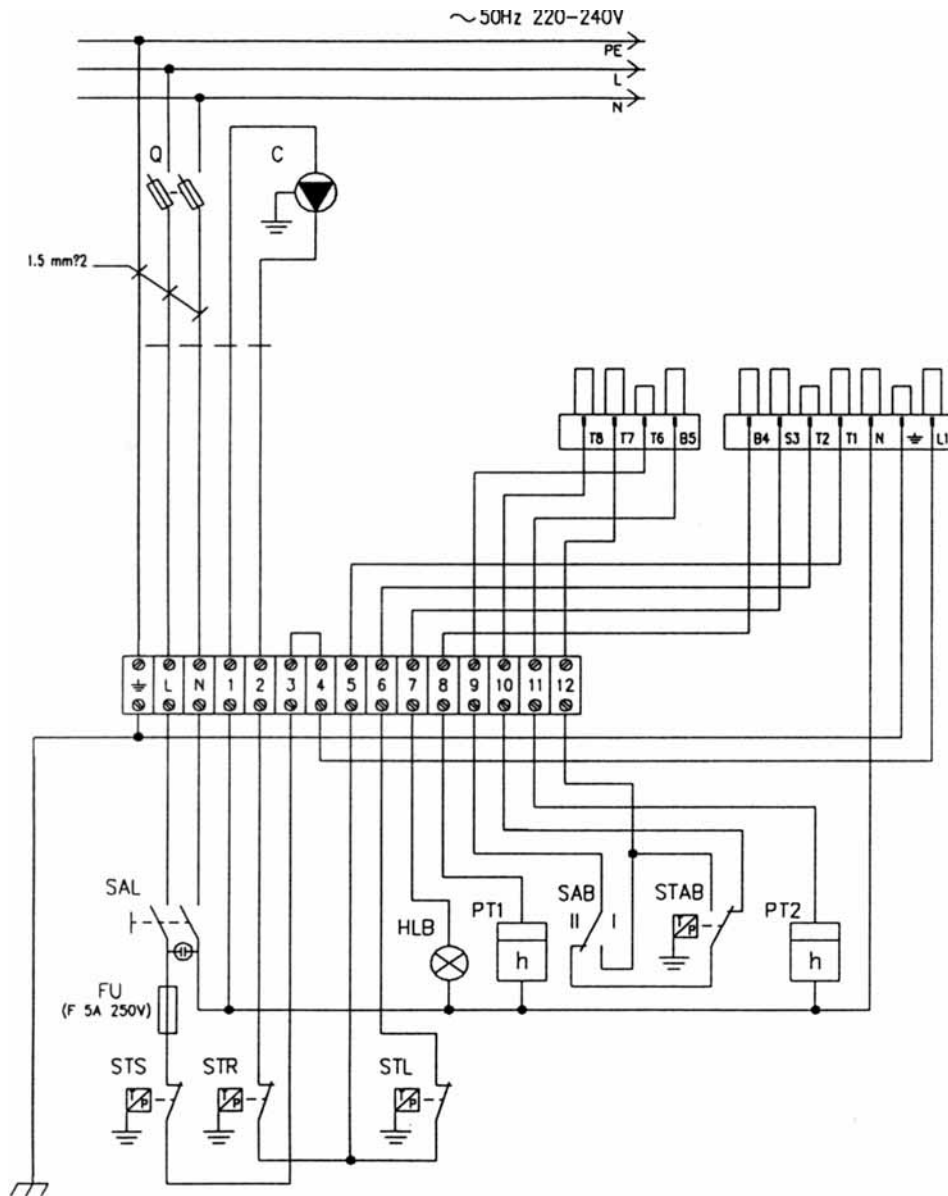 ~50Hz 220-240V
PE
L
N
Q
C
1.5 mm?2
T8 T7 T6 B5
B4 S3 T2 T1 N L1
L N 1 2 3 4 5 6 7 8 9 10 11 12
SAL
FU
(F 5A 250V)
HLB
PT1
h
SAB
II I
STAB
T/P
PT2
h
STS
T/P
STR
T/P
STL
T/P